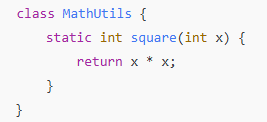 class MathUtils {
    static int square(int x) {
        return x * x;
    }
}